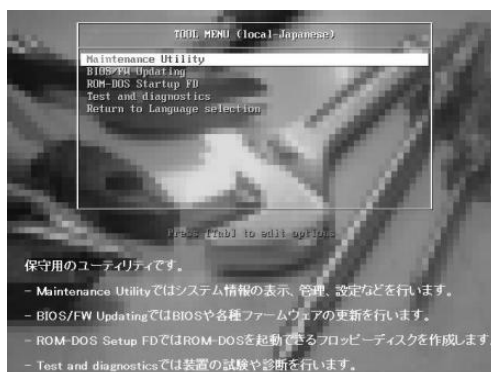 TOOL MENU (local-Japanese)
Maintenance Utility
BIOS/FW Updating
ROM-DOS Startup FD
Test and diagnostics
Return to Language selection
Press [Tab] to edit options
保守用のユーティリティです。
- Maintenance Utilityではシステム情報の表示、管理、設定などを行います。
- BIOS/FW UpdatingではBIOSや各種ファームウェアの更新を行います。
- ROM-DOS Setup FDではROM-DOSを起動できるフロッピーディスクを作成します
- Test and diagnosticsでは装置の試験や診断を行います。